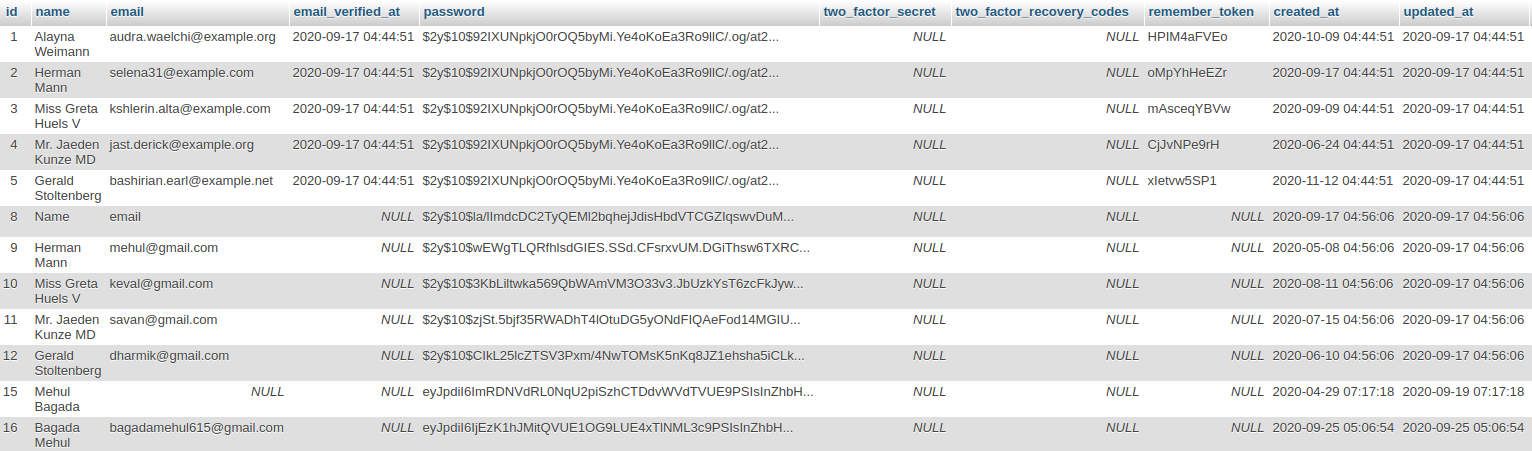 id name email email_verified_at password two_factor_secret two_factor_recovery_codes remember_token created_at updated_at
1 Alayna audra.waelchi@example.org 2020-09-17 04:44:51 $2y$10$92IXUNpkjO0rOQ5byMi.Ye4oKoEa3Ro9llC/.og/at2... NULL NULL HPIM4aFVEo 2020-10-09 04:44:51 2020-09-17 04:44:51
Weimann
2 Herman selena31@example.com 2020-09-17 04:44:51 $2y$10$92IXUNpkjO0rOQ5byMi.Ye4oKoEa3Ro9llC/.og/at2... NULL NULL oMpYhHeEZr 2020-09-17 04:44:51 2020-09-17 04:44:51
Mann
3 Miss Greta kshlerin.alta@example.com 2020-09-17 04:44:51 $2y$10$92IXUNpkjO0rOQ5byMi.Ye4oKoEa3Ro9llC/.og/at2... NULL NULL mAsceqYBVw 2020-09-09 04:44:51 2020-09-17 04:44:51
Huels V
4 Mr. Jaeden jast.derick@example.org 2020-09-17 04:44:51 $2y$10$92IXUNpkjO0rOQ5byMi.Ye4oKoEa3Ro9llC/.og/at2... NULL NULL CjJvNPe9rH 2020-06-24 04:44:51 2020-09-17 04:44:51
Kunze MD
5 Gerald bashirian.earl@example.net 2020-09-17 04:44:51 $2y$10$92IXUNpkjO0rOQ5byMi.Ye4oKoEa3Ro9llC/.og/at2... NULL NULL xIetvw5SP1 2020-11-12 04:44:51 2020-09-17 04:44:51
Stoltenberg
8 Name email NULL $2y$10$la/lImdcDC2TyQEMl2bqhejJdisHbdVTCGZIqswvDuM... NULL NULL NULL 2020-09-17 04:56:06 2020-09-17 04:56:06
9 Herman mehul@gmail.com NULL $2y$10$wEWgTLQRfhlsdGIES.SSd.CFsrxvUM.DGiThsw6TXRC... NULL NULL NULL 2020-05-08 04:56:06 2020-09-17 04:56:06
Mann
10 Miss Greta keval@gmail.com NULL $2y$10$3KbLiltwka569QbWAmVM3O33v3.JbUzkYsT6zcFkJyw... NULL NULL NULL 2020-08-11 04:56:06 2020-09-17 04:56:06
Huels V
11 Mr. Jaeden savan@gmail.com NULL $2y$10$zjSt.5bjf35RWADhT4lOtuDG5yONdFIQAeFod14MGIU... NULL NULL NULL 2020-07-15 04:56:06 2020-09-17 04:56:06
Kunze MD
12 Gerald dharmik@gmail.com NULL $2y$10$CIkL25lcZTSV3Pxm/4NwTOMsK5nKq8JZ1ehsha5iCLk... NULL NULL NULL 2020-06-10 04:56:06 2020-09-17 04:56:06
Stoltenberg
15 Mehul NULL NULL eyJpdiI6ImRDNVdRL0NqU2piSzhCTDdvWVdTVUE9PSIsInZhbH... NULL NULL NULL 2020-04-29 07:17:18 2020-09-19 07:17:18
Bagada
16 Bagada bagadamehul615@gmail.com NULL eyJpdiI6IjEzK1hJMitQVUE1OG9LUE4xTlNML3c9PSIsInZhbH... NULL NULL NULL 2020-09-25 05:06:54 2020-09-25 05:06:54
Mehul